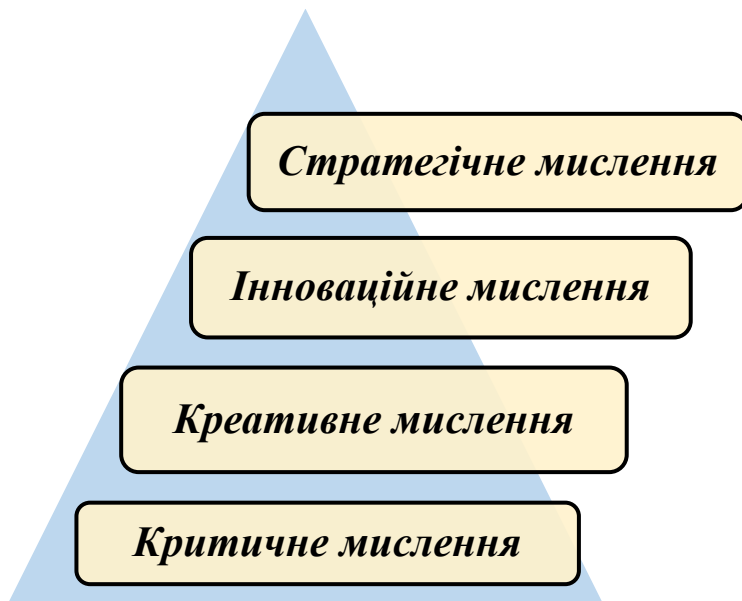 Стратегічне мислення
Інноваційне мислення
Креативне мислення
Критичне мислення